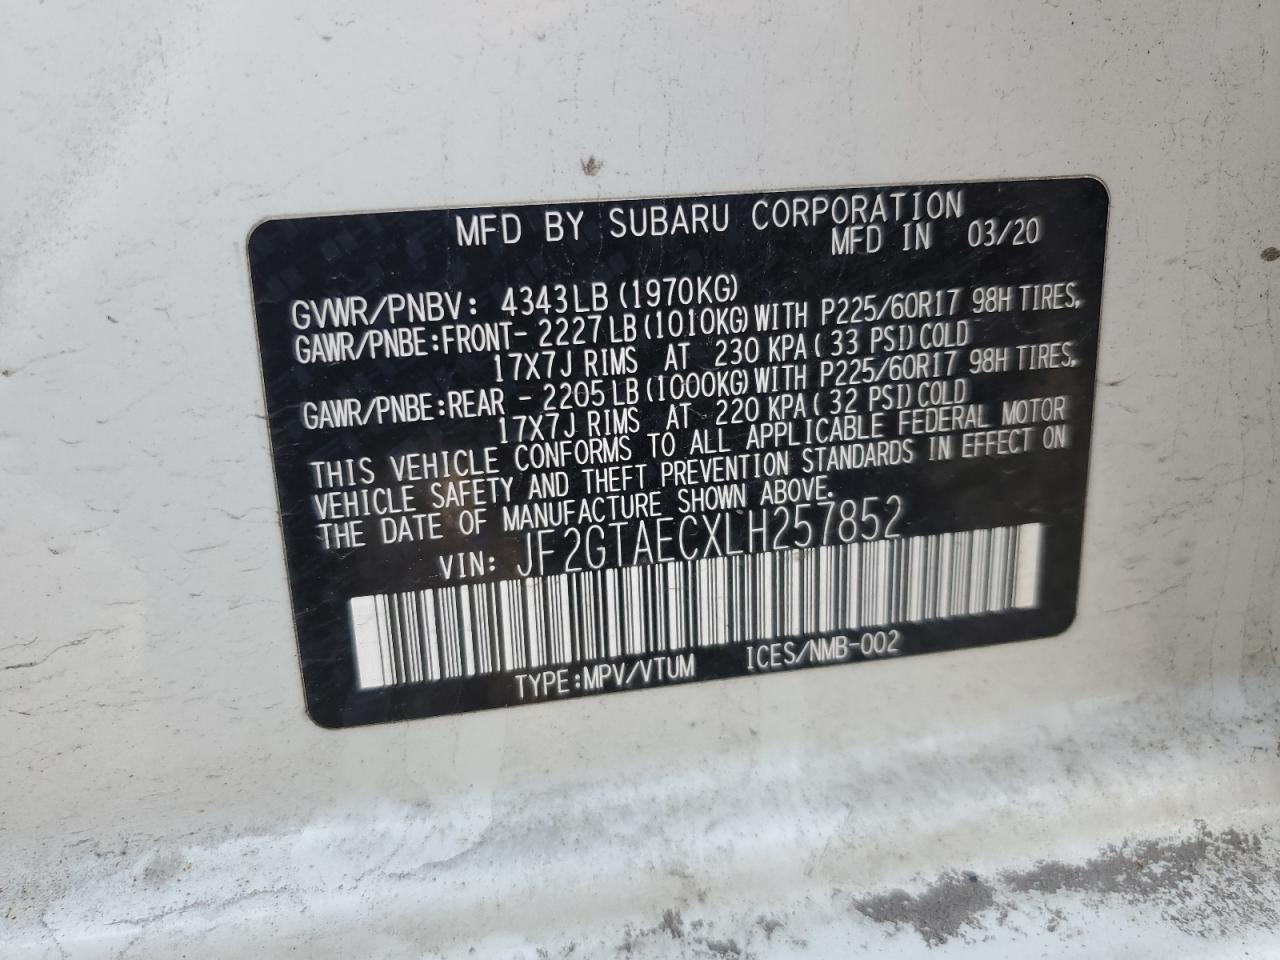 MFD BY SUBARU CORPORATION
MFD IN 03/20
GVWR/PNBV: 4343LB (1970KG)
GAWR/PNBE:FRONT- 2227LB (1010KG) WITH P225/60R17 98H TIRES,
17X7J RIMS AT 230 KPA ( 33 PSI) COLD
GAWR/PNBE:REAR - 2205LB (1000KG) WITH P225/60R17 98H TIRES,
17X7J RIMS AT 220 KPA ( 32 PSI) COLD
THIS VEHICLE CONFORMS TO ALL APPLICABLE FEDERAL MOTOR
VEHICLE SAFETY AND THEFT PREVENTION STANDARDS IN EFFECT ON
THE DATE OF MANUFACTURE SHOWN ABOVE.
VIN: JF2GTAECXLH257852
TYPE:MPV/VTUM ICES/NMB-002